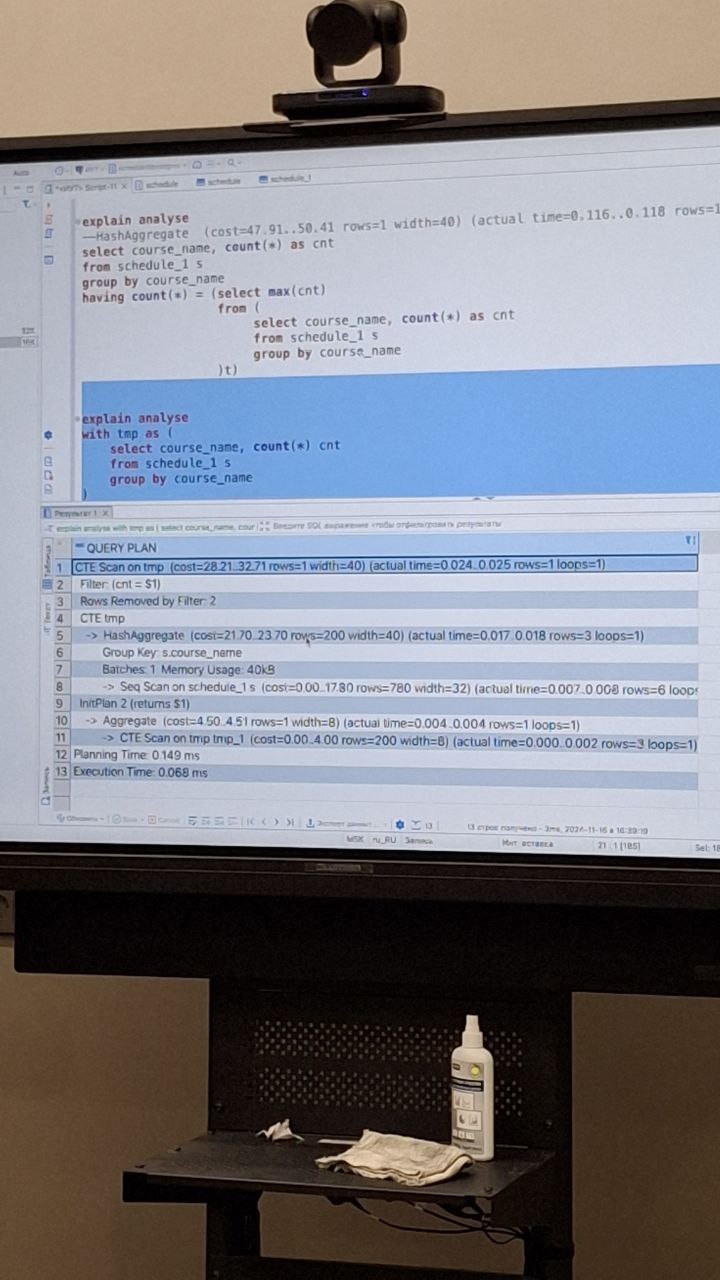 Auto
Script-11 schedule schedule schedule_1
explain analyse
—HashAggregate (cost=47.91..50.41 rows=1 width=40) (actual time=0.116..0.118 rows=1
select course_name, count(*) as cnt
from schedule_1 s
group by course_name
having count(*) = (select max(cnt)
from (
select course_name, count(*) as cnt
from schedule_1 s
group by course_name
)t)
explain analyse
with tmp as (
select course_name, count(*) cnt
from schedule_1 s
group by course_name
)
Результат 1
explain analyse with tmp as ( select course_name, cour Введите SQL выражение чтобы отфильтровать результаты
Таблица
Текст
Запись
QUERY PLAN
1 CTE Scan on tmp (cost=28.21..32.71 rows=1 width=40) (actual time=0.024..0.025 rows=1 loops=1)
2 Filter: (cnt = $1)
3 Rows Removed by Filter: 2
4 CTE tmp
5 -> HashAggregate (cost=21.70..23.70 rows=200 width=40) (actual time=0.017..0.018 rows=3 loops=1)
6 Group Key: s.course_name
7 Batches: 1 Memory Usage: 40kB
8 -> Seq Scan on schedule_1 s (cost=0.00..17.80 rows=780 width=32) (actual time=0.007..0.008 rows=6 loops
9 InitPlan 2 (returns $1)
10 -> Aggregate (cost=4.50..4.51 rows=1 width=8) (actual time=0.004..0.004 rows=1 loops=1)
11 -> CTE Scan on tmp tmp_1 (cost=0.00..4.00 rows=200 width=8) (actual time=0.000..0.002 rows=3 loops=1)
12 Planning Time: 0.149 ms
13 Execution Time: 0.068 ms
Обновить Save Cancel Экспорт данных ... 13 13 строк получено - 3ms, 2024-11-16 в 16:39:19
MSK ru_RU Запись 21 : 1 [185] Sel: 18